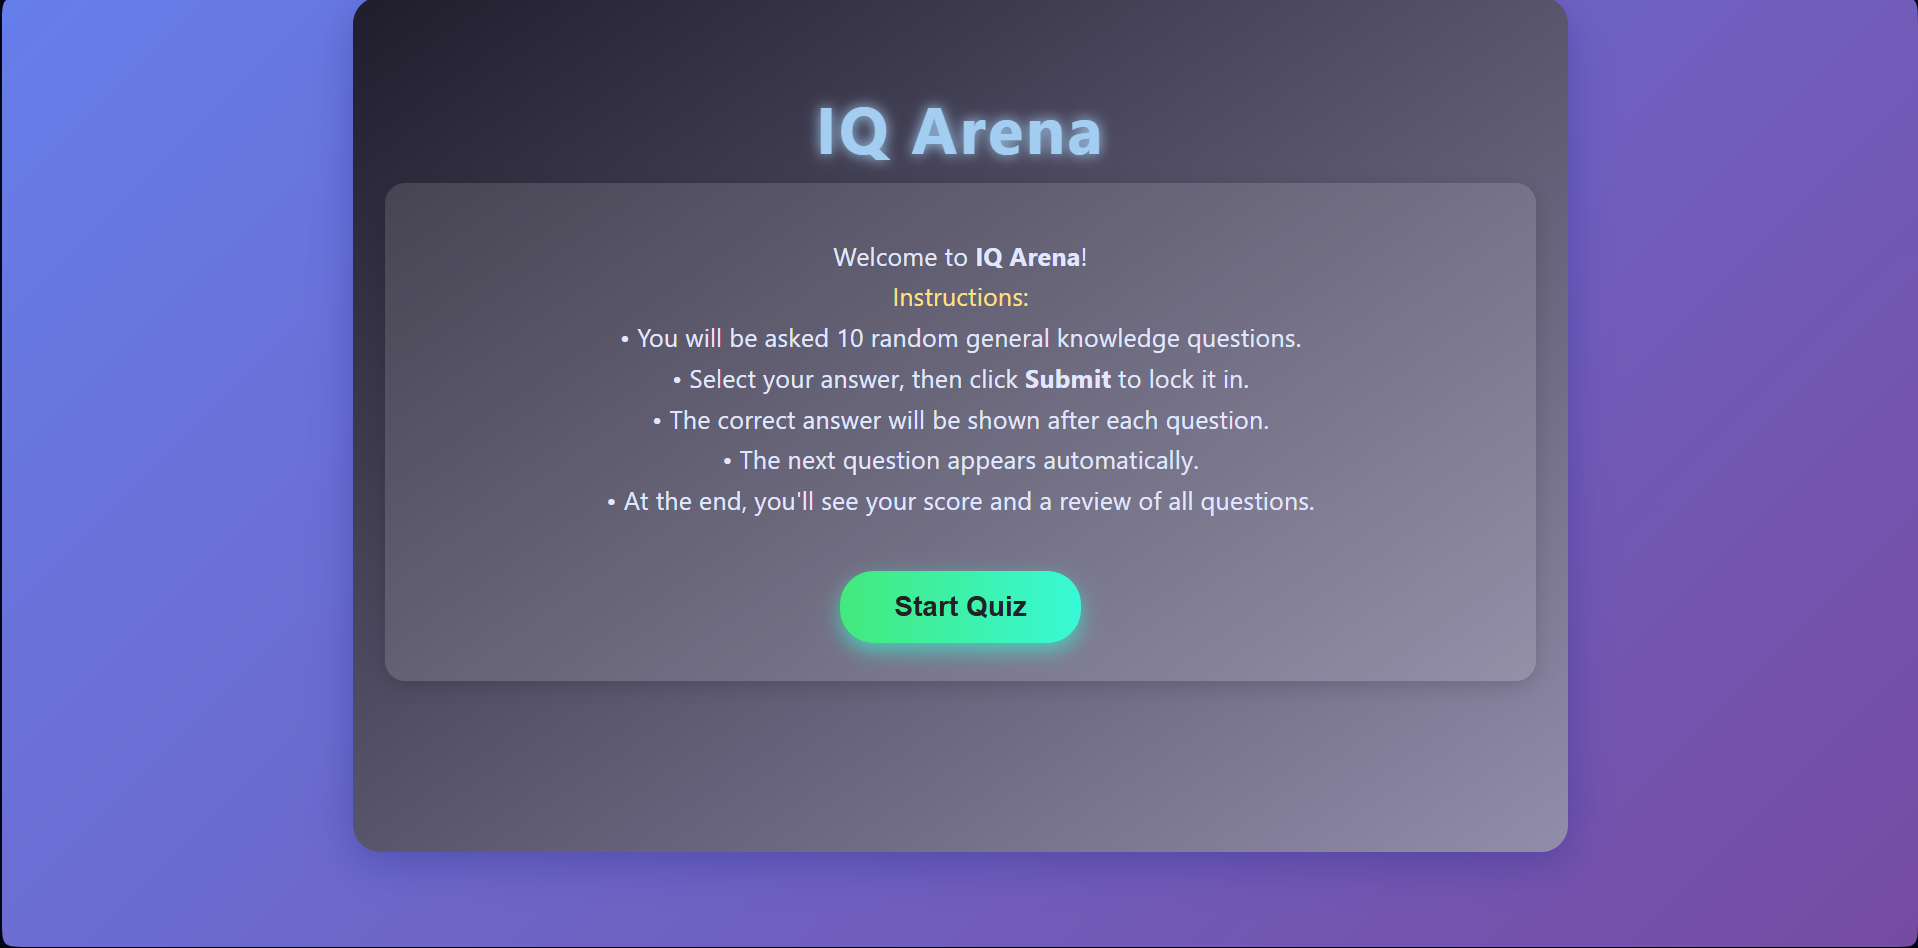 IQ Arena
Welcome to IQ Arena!
Instructions:
• You will be asked 10 random general knowledge questions.
• Select your answer, then click Submit to lock it in.
• The correct answer will be shown after each question.
• The next question appears automatically.
• At the end, you'll see your score and a review of all questions.
Start Quiz